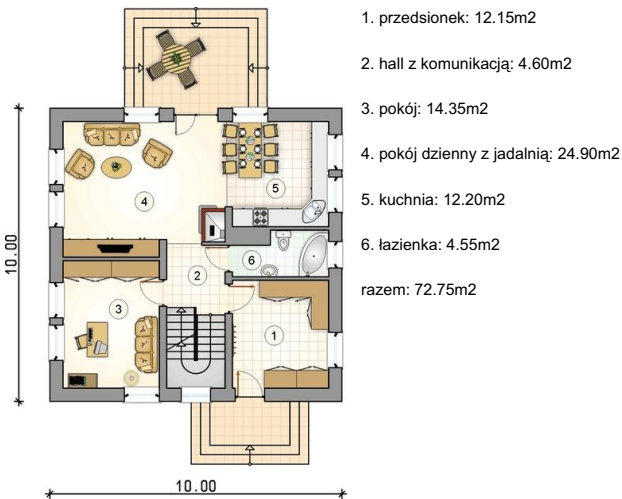 1. przedsionek: 12.15m2
2. hall z komunikacją: 4.60m2
3. pokój: 14.35m2
4. pokój dzienny z jadalnią: 24.90m2
5. kuchnia: 12.20m2
6. łazienka: 4.55m2
razem: 72.75m2
5
4
6
2
3
1
10.00
10.00